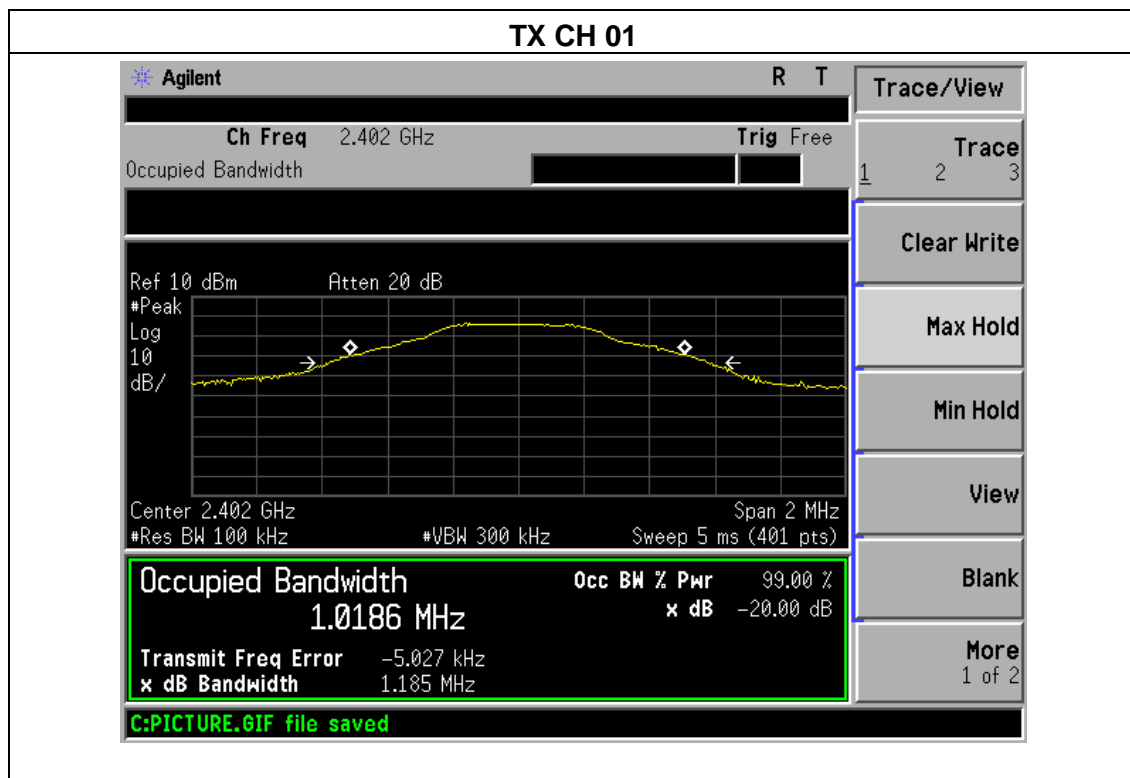 TX CH 01
Agilent R T
Trace/View
Ch Freq 2.402 GHz Trig Free
Occupied Bandwidth
Trace
1 2 3
Clear Write
Max Hold
Min Hold
View
Blank
More
1 of 2
Ref 10 dBm Atten 20 dB
#Peak
Log
10
dB/
Center 2.402 GHz Span 2 MHz
#Res BW 100 kHz #VBW 300 kHz Sweep 5 ms (401 pts)
Occupied Bandwidth Occ BW % Pwr 99.00 %
1.0186 MHz x dB -20.00 dB
Transmit Freq Error -5.027 kHz
x dB Bandwidth 1.185 MHz
C:PICTURE.GIF file saved